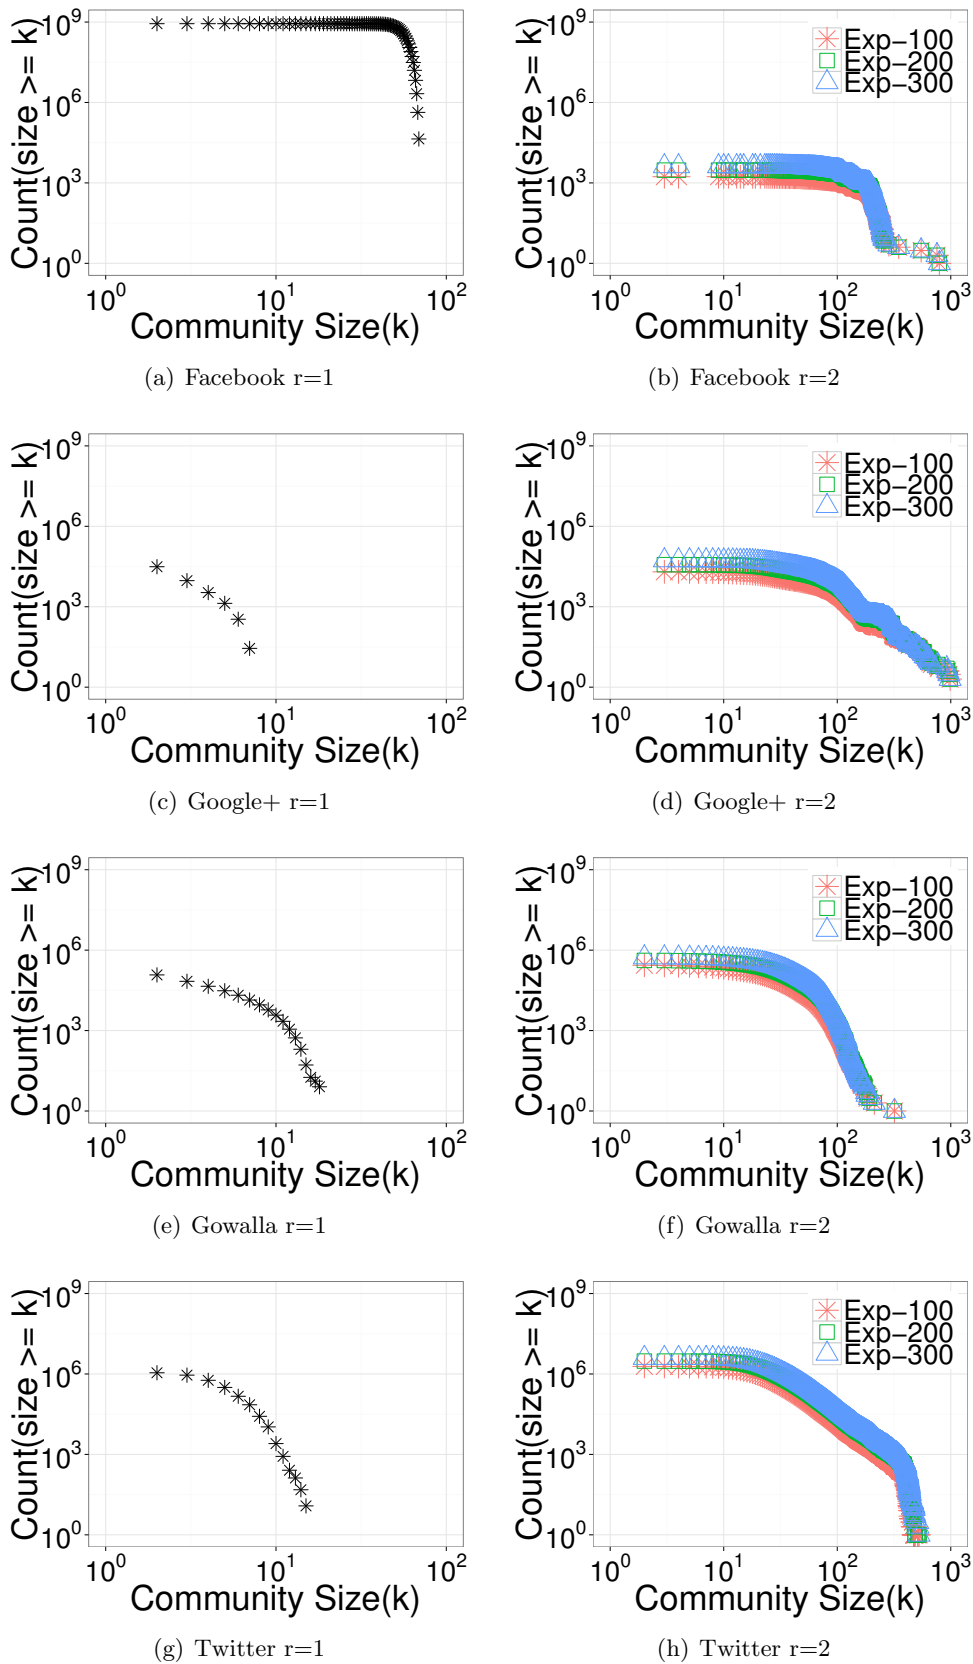 Count(size >= k)
10^9
10^6
10^3
10^0
10^0 10^1 10^2
Community Size(k)
(a) Facebook r=1
Count(size >= k)
10^9
10^6
10^3
10^0
Exp-100
Exp-200
Exp-300
10^0 10^1 10^2 10^3
Community Size(k)
(b) Facebook r=2
Count(size >= k)
10^9
10^6
10^3
10^0
10^0 10^1 10^2
Community Size(k)
(c) Google+ r=1
Count(size >= k)
10^9
10^6
10^3
10^0
Exp-100
Exp-200
Exp-300
10^0 10^1 10^2 10^3
Community Size(k)
(d) Google+ r=2
Count(size >= k)
10^9
10^6
10^3
10^0
10^0 10^1 10^2
Community Size(k)
(e) Gowalla r=1
Count(size >= k)
10^9
10^6
10^3
10^0
Exp-100
Exp-200
Exp-300
10^0 10^1 10^2 10^3
Community Size(k)
(f) Gowalla r=2
Count(size >= k)
10^9
10^6
10^3
10^0
10^0 10^1 10^2
Community Size(k)
(g) Twitter r=1
Count(size >= k)
10^9
10^6
10^3
10^0
Exp-100
Exp-200
Exp-300
10^0 10^1 10^2 10^3
Community Size(k)
(h) Twitter r=2